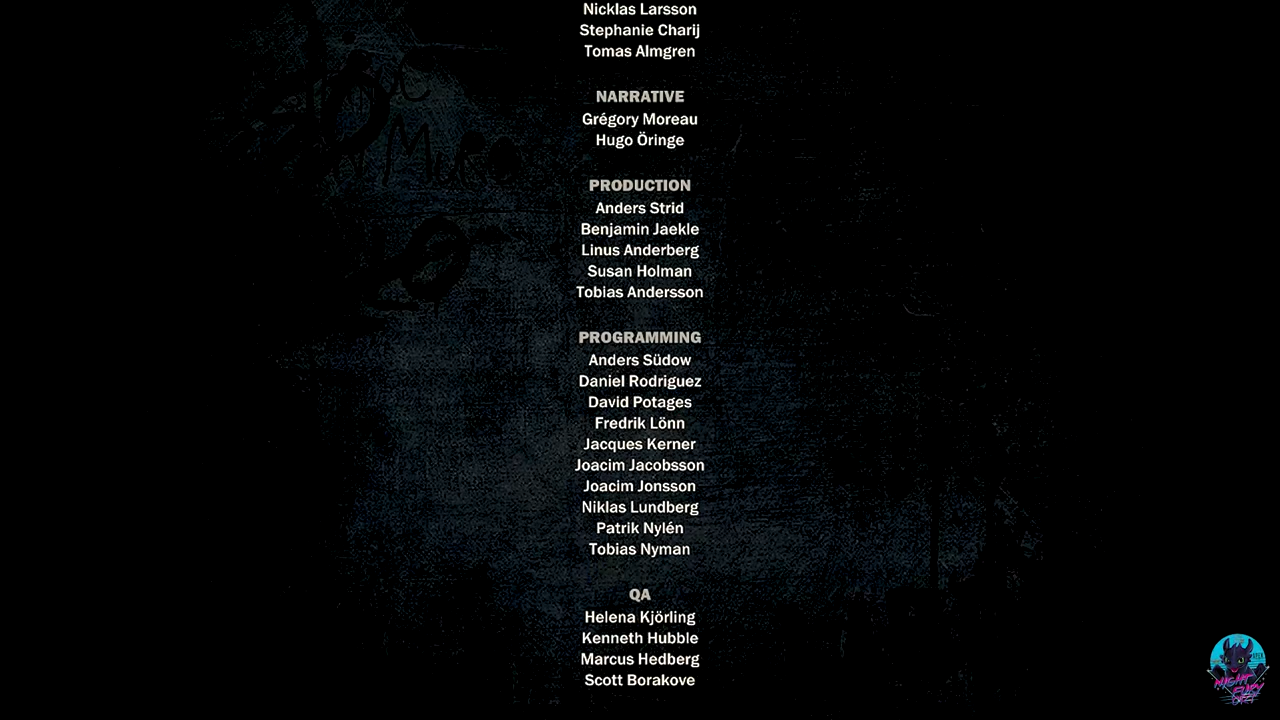 Nicklas Larsson
Stephanie Charij
Tomas Almgren
NARRATIVE
Grégory Moreau
Hugo Öringe
PRODUCTION
Anders Strid
Benjamin Jaekle
Linus Anderberg
Susan Holman
Tobias Andersson
PROGRAMMING
Anders Südow
Daniel Rodriguez
David Potages
Fredrik Lönn
Jacques Kerner
Joacim Jacobsson
Joacim Jonsson
Niklas Lundberg
Patrik Nylén
Tobias Nyman
QA
Helena Kjörling
Kenneth Hubble
Marcus Hedberg
Scott Borakove
NIGHT
FURY